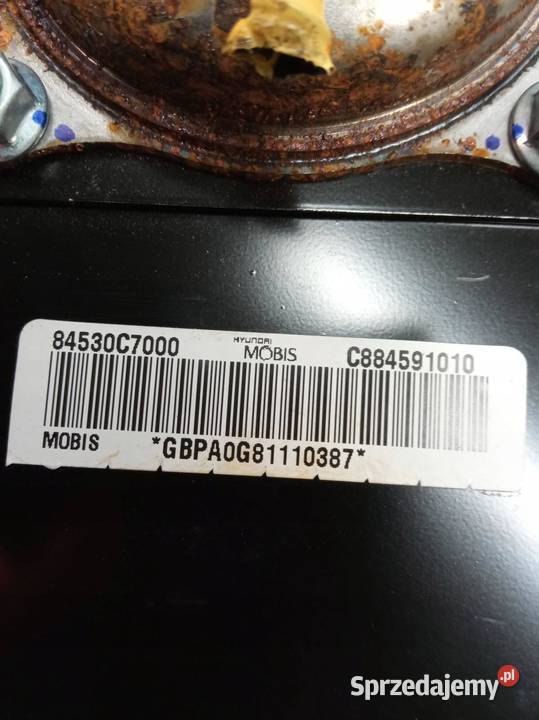 84530C7000 HYUNDAI MOBIS C884591010
MOBIS *GBPA0G81110387*
Sprzedajemy.pl